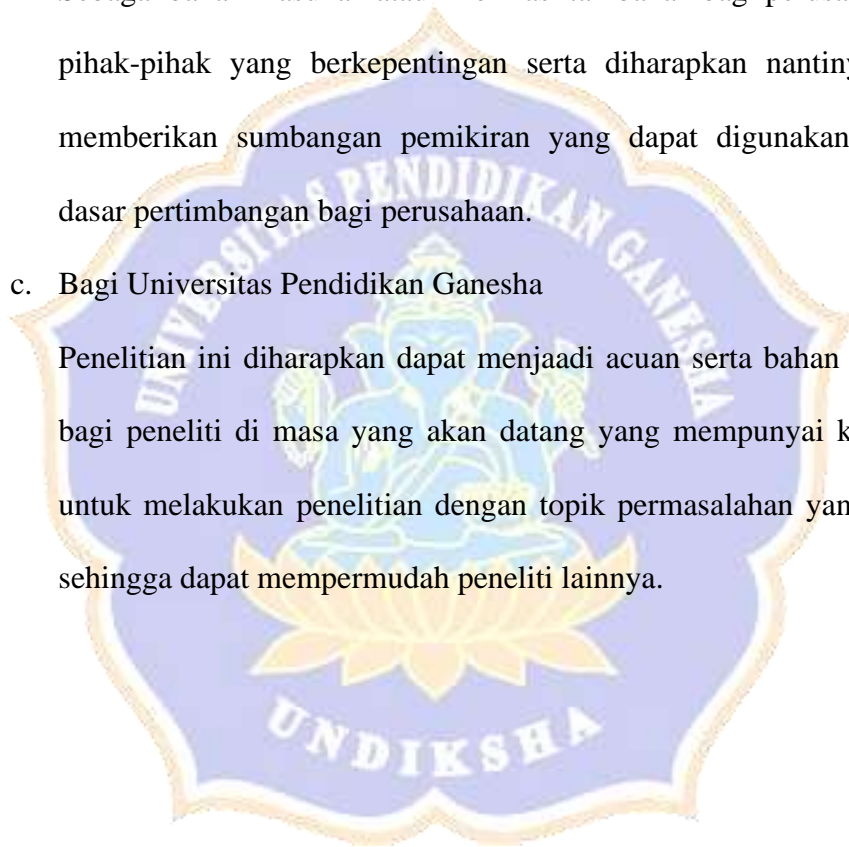 pihak-pihak yang berkepentingan serta diharapkan
memberikan sumbangan pemikiran yang dapat digunakan
dasar pertimbangan bagi perusahaan.
c. Bagi Universitas Pendidikan Ganesha
Penelitian ini diharapkan dapat menjaadi acuan serta bahan
bagi peneliti di masa yang akan datang yang mempunyai
untuk melakukan penelitian dengan topik permasalahan
sehingga dapat mempermudah peneliti lainnya.
UNIVERSITAS PENDIDIKAN GANESHA
UNDIKSHA